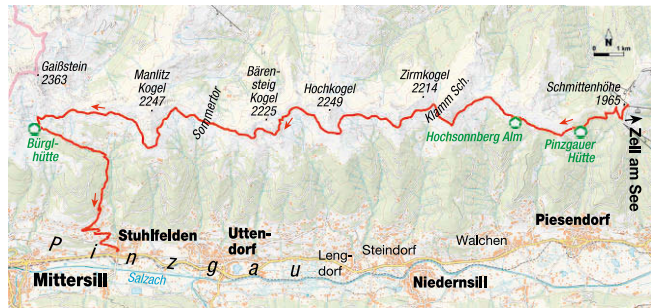 N
0 1 km
Gaißstein
2363
Manlitz
Kogel
2247
Sommertor
Bären-
steig
Kogel
2225
Hochkogel
2249
Zirmkogel
2214
Klamm Sch.
Schmittenhöhe
1965
Zell am See
Bürgl-
hütte
Hochsonnberg Alm
Pinzgauer
Hütte
Stuhlfelden
Utten-
dorf
Piesendorf
Walchen
Steindorf
Leng-
dorf
Pinzgau
Mittersill
Salzach
Niedernsill